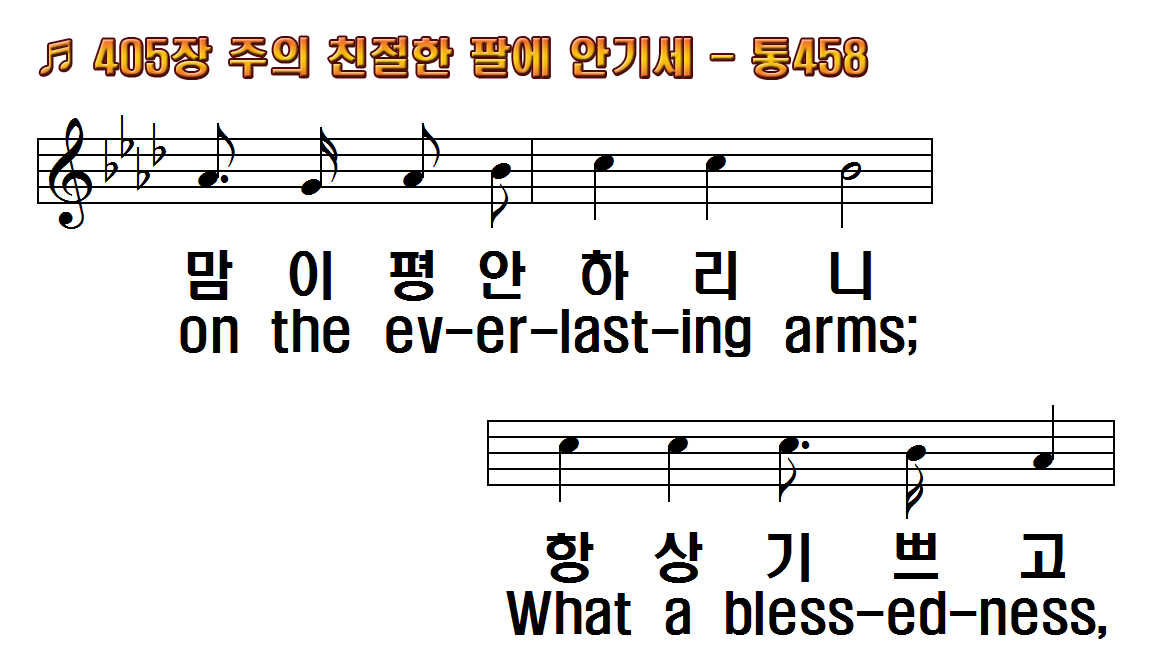 ♬ 405장 주의 친절한 팔에 안기세 - 통458
맘 이 평 안 하 리 니
on the ev-er-last-ing arms;
항 상 기 쁘 고
What a bless-ed-ness,